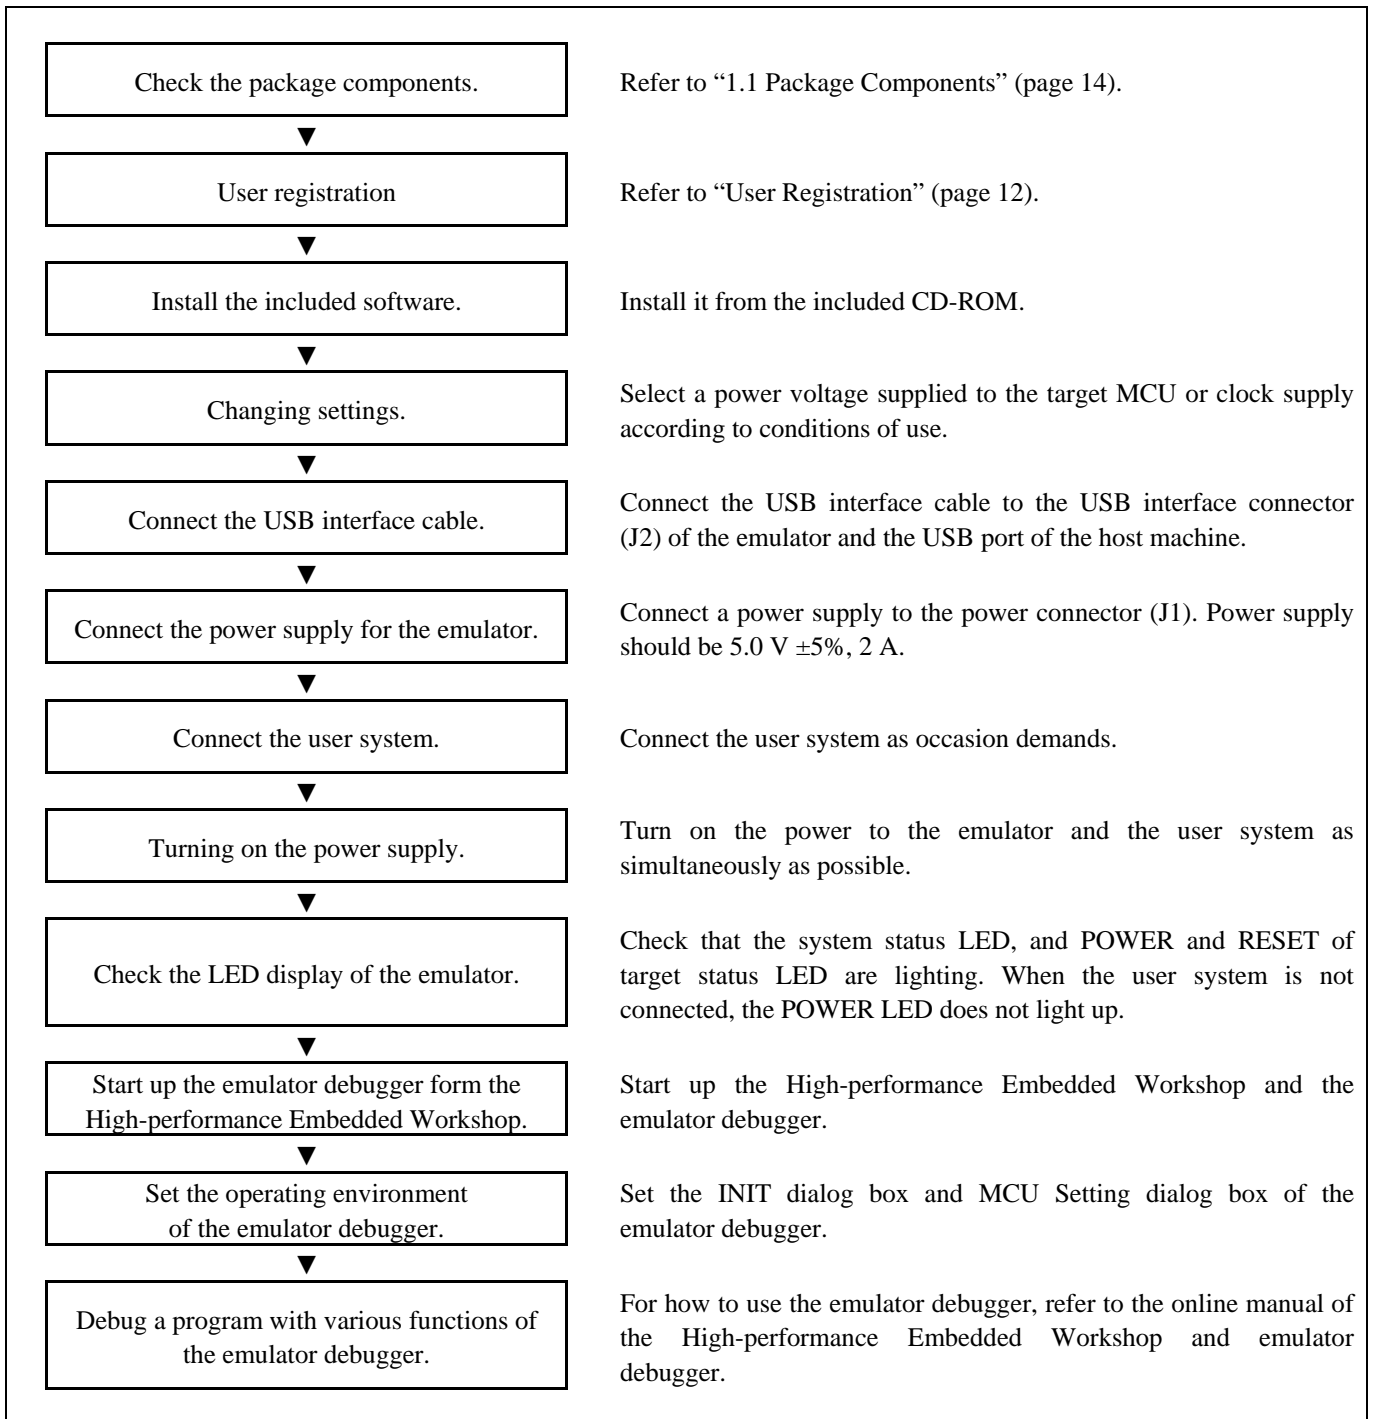 Check the package components.
Refer to “1.1 Package Components” (page 14).
▼
User registration
Refer to “User Registration” (page 12).
▼
Install the included software.
Install it from the included CD-ROM.
▼
Changing settings.
Select a power voltage supplied to the target MCU or clock supply
according to conditions of use.
▼
Connect the USB interface cable.
Connect the USB interface cable to the USB interface connector
(J2) of the emulator and the USB port of the host machine.
▼
Connect the power supply for the emulator.
Connect a power supply to the power connector (J1). Power supply
should be 5.0 V ±5%, 2 A.
▼
Connect the user system.
Connect the user system as occasion demands.
▼
Turning on the power supply.
Turn on the power to the emulator and the user system as
simultaneously as possible.
▼
Check the LED display of the emulator.
Check that the system status LED, and POWER and RESET of
target status LED are lighting. When the user system is not
connected, the POWER LED does not light up.
▼
Start up the emulator debugger form the
High-performance Embedded Workshop.
Start up the High-performance Embedded Workshop and the
emulator debugger.
▼
Set the operating environment
of the emulator debugger.
Set the INIT dialog box and MCU Setting dialog box of the
emulator debugger.
▼
Debug a program with various functions of
the emulator debugger.
For how to use the emulator debugger, refer to the online manual of
the High-performance Embedded Workshop and emulator
debugger.